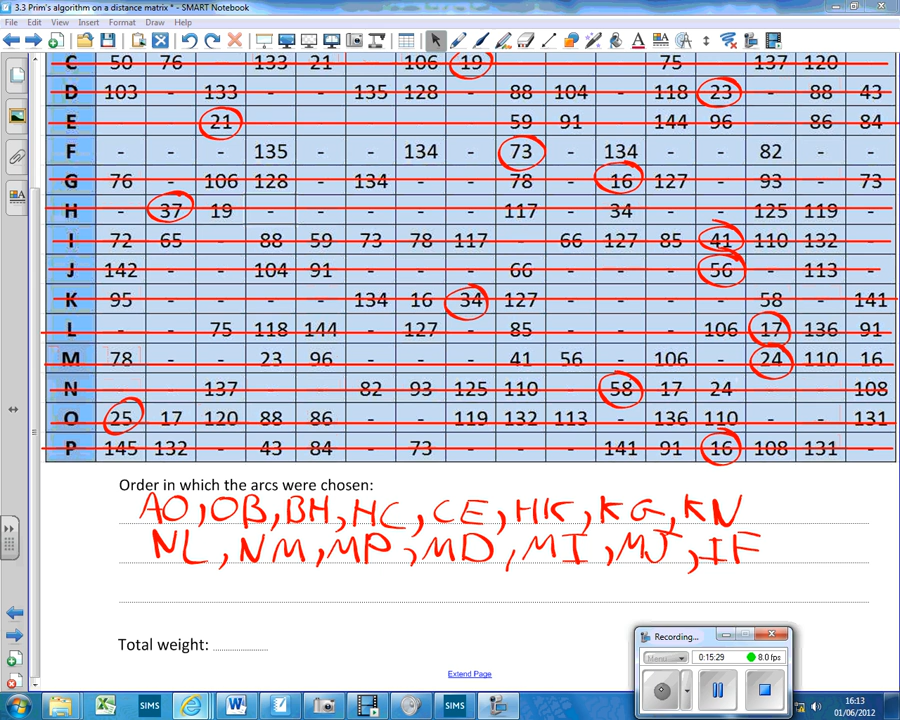 3.3 Prim's algorithm on a distance matrix * - SMART Notebook
File Edit View Insert Format Draw Help
C 50 76 133 21 106 19 75 137 120
D 103 - 133 135 128 - 88 104 - 118 23 - 88 43
E 21 59 91 144 96 86 84
F - - - 135 - - 134 - 73 - 134 - - 82 - -
G 76 - 106 128 - 134 - 78 - 16 127 - 93 - 73
H - 37 19 117 - 34 - - 125 119 -
I 72 65 - 88 59 73 78 117 - 66 127 85 41 110 132 -
J 142 - - 104 91 66 56 - 113 -
K 95 - - - 134 16 34 127 - - - - 58 - 141
L - - 75 118 144 - 127 - 85 106 17 136 91
M 78 - - 23 96 - - 41 56 - 106 - 24 110 16
N 137 82 93 125 110 - 58 17 24 108
O 25 17 120 88 86 - - 119 132 113 - 136 110 - - 131
P 145 132 - 43 84 - 73 - - 141 91 16 108 131 -
Order in which the arcs were chosen:
AO, OB, BH, HC, CE, HK, KG, KN
NL, NM, MP, MD, MI, MJ, IF
Total weight:
Extend Page
Recording...
Menu
0:15:29
8.0 fps
SIMS
SIMS
16:13
01/06/2012